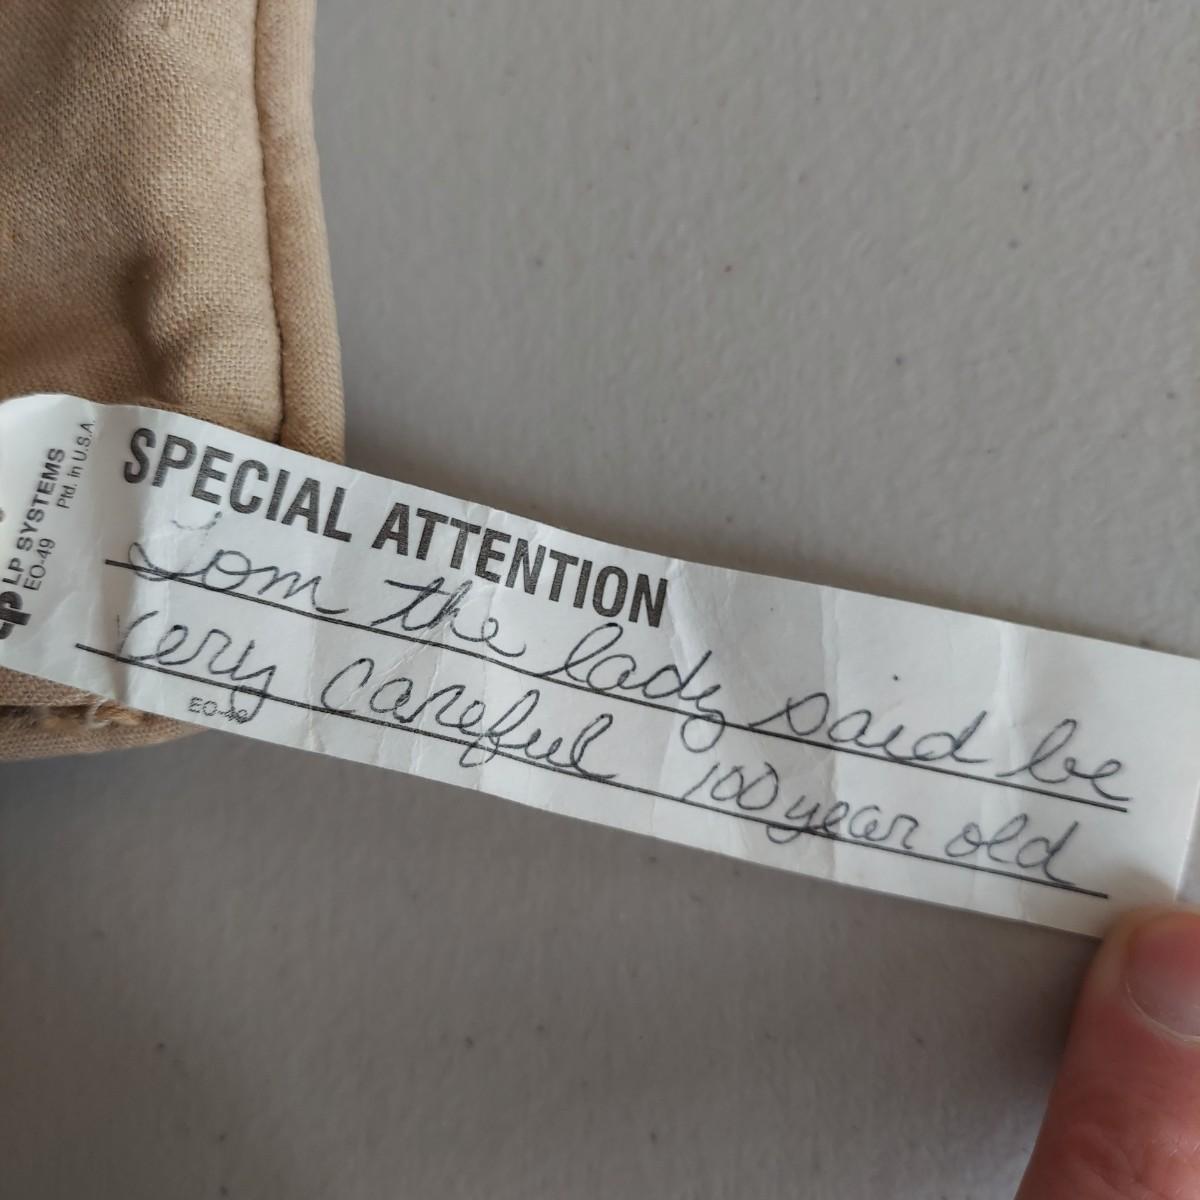 LP SYSTEMS
EO-49
Ptd. in U.S.A.
SPECIAL ATTENTION
Tom the lady said be
very careful 100 year old
EO-49